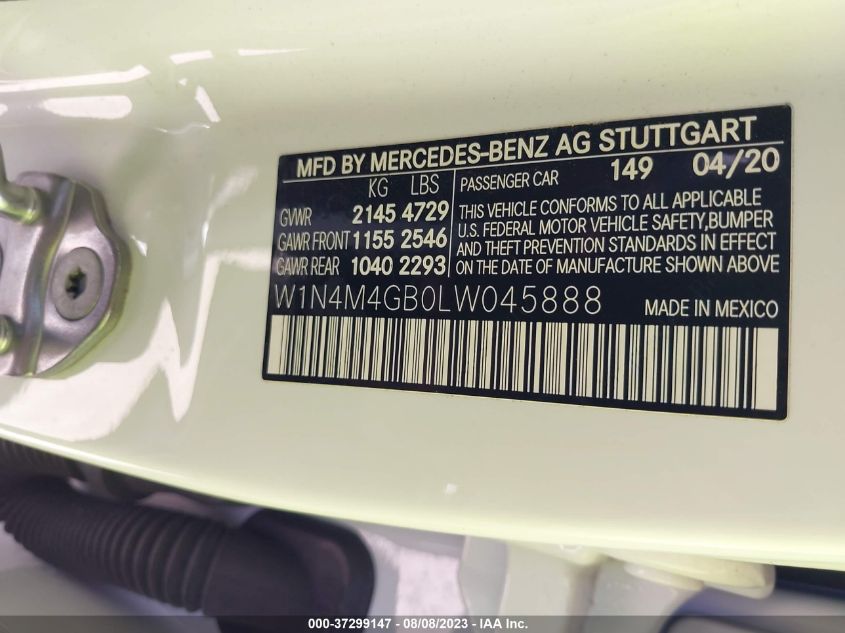 MFD BY MERCEDES-BENZ AG STUTTGART
KG LBS
GVWR 2145 4729
GAWR FRONT 1155 2546
GAWR REAR 1040 2293
PASSENGER CAR 149 04/20
THIS VEHICLE CONFORMS TO ALL APPLICABLE
U.S. FEDERAL MOTOR VEHICLE SAFETY,BUMPER
AND THEFT PREVENTION STANDARDS IN EFFECT
ON THE DATE OF MANUFACTURE SHOWN ABOVE
W1N4M4GB0LW045888 MADE IN MEXICO
000-37299147 - 08/08/2023 - IAA Inc.